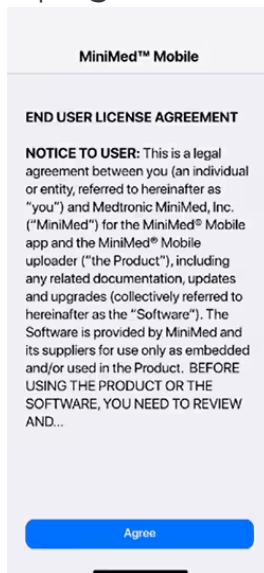 MiniMed™ Mobile
END USER LICENSE AGREEMENT
NOTICE TO USER: This is a legal
agreement between you (an individual
or entity, referred to hereinafter as
"you") and Medtronic MiniMed, Inc.
("MiniMed") for the MiniMed® Mobile
app and the MiniMed® Mobile
uploader ("the Product"), including
any related documentation, updates
and upgrades (collectively referred to
hereinafter as the "Software"). The
Software is provided by MiniMed and
its suppliers for use only as embedded
and/or used in the Product. BEFORE
USING THE PRODUCT OR THE
SOFTWARE, YOU NEED TO REVIEW
AND...
Agree